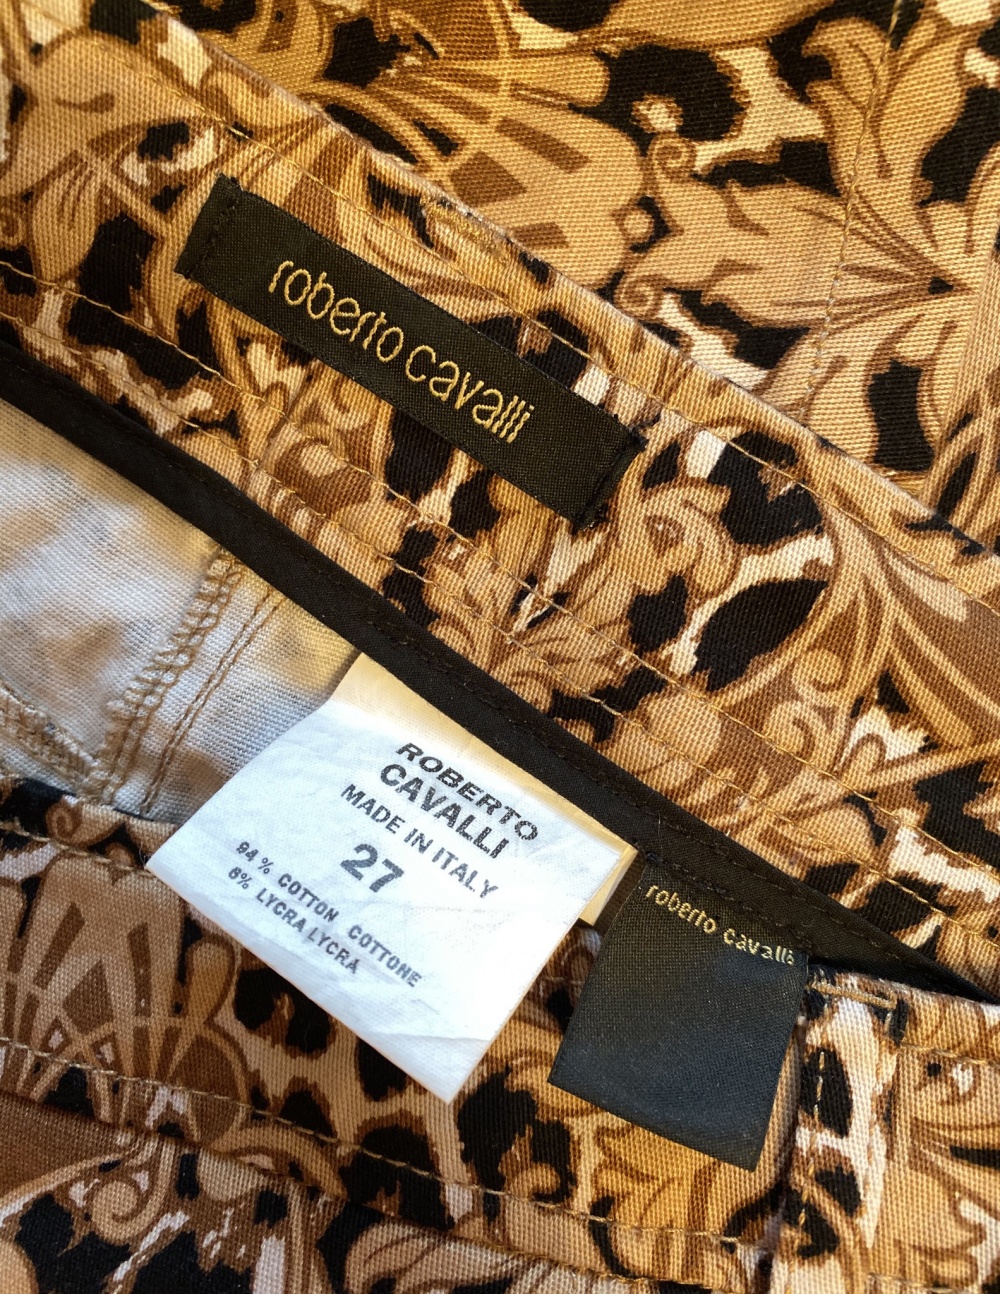 roberto cavalli
ROBERTO
CAVALLI
MADE IN ITALY
27
94% COTTON COTTONE
6% LYCRA LYCRA
roberto cavalli